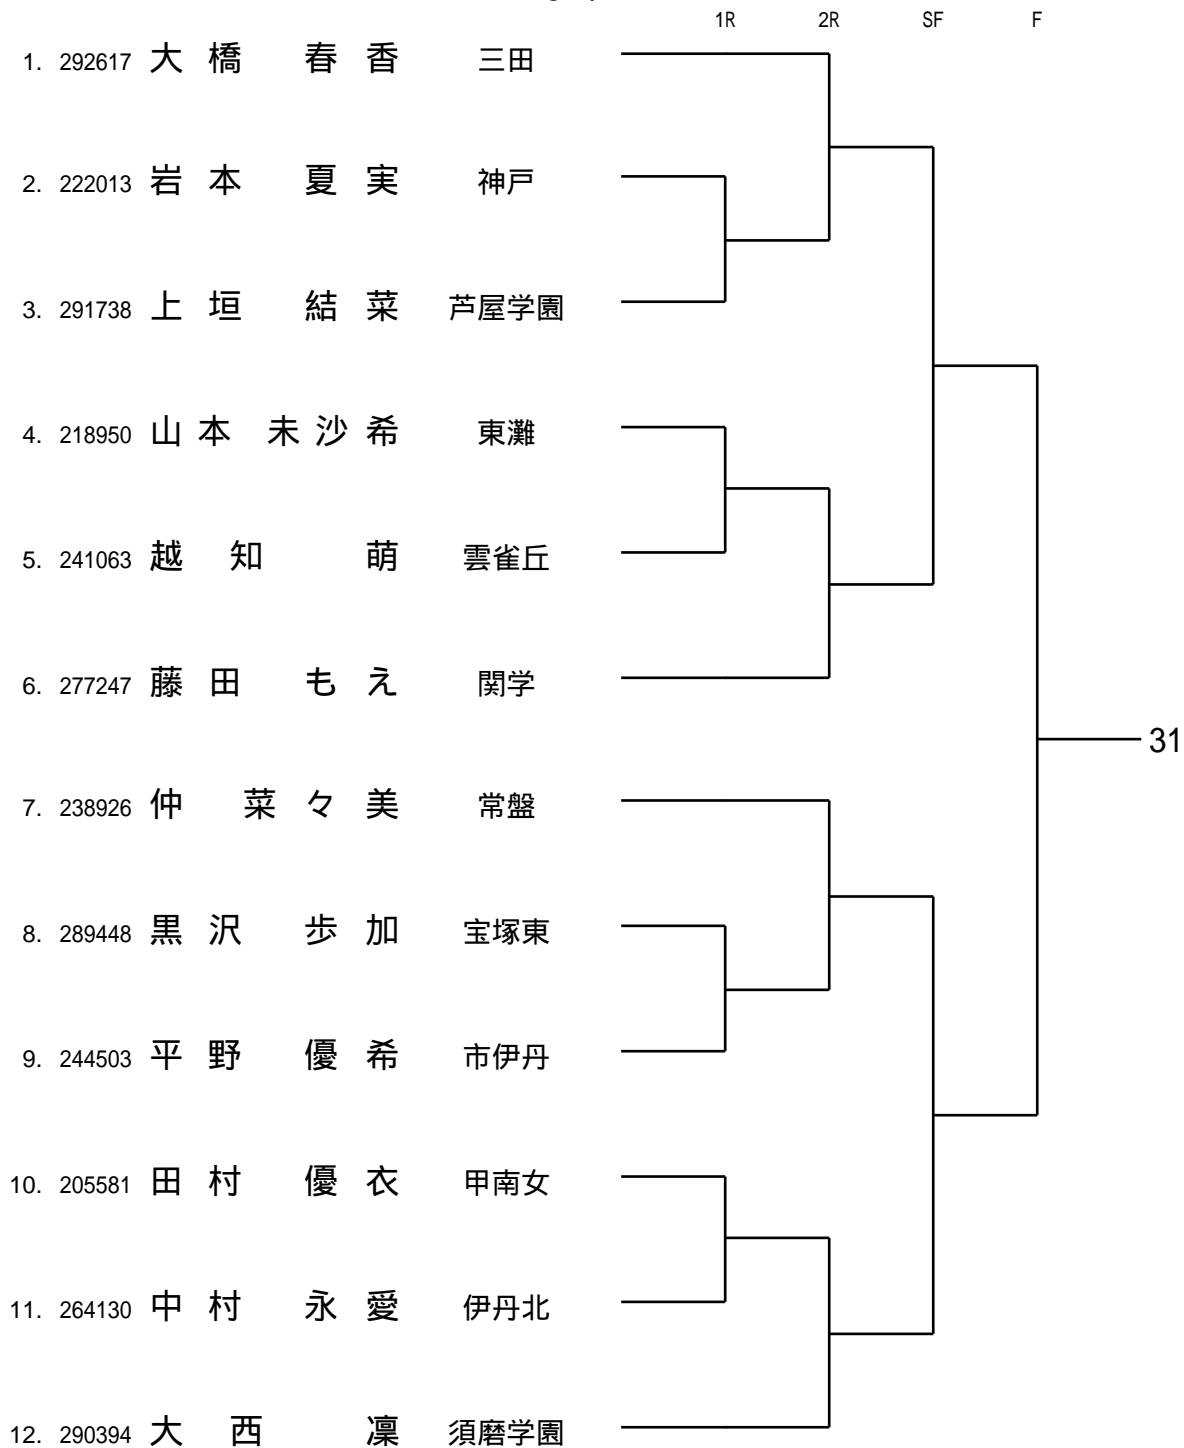 1R 2R SF F
1. 292617 大橋 春香 三田
2. 222013 岩本 夏実 神戸
3. 291738 上垣 結菜 芦屋学園
4. 218950 山本 未沙希 東灘
5. 241063 越知 萌 雲雀丘
6. 277247 藤田 もえ 関学
31
7. 238926 仲 菜々美 常盤
8. 289448 黒沢 歩加 宝塚東
9. 244503 平野 優希 市伊丹
10. 205581 田村 優衣 甲南女
11. 264130 中村 永愛 伊丹北
12. 290394 大西 凜 須磨学園